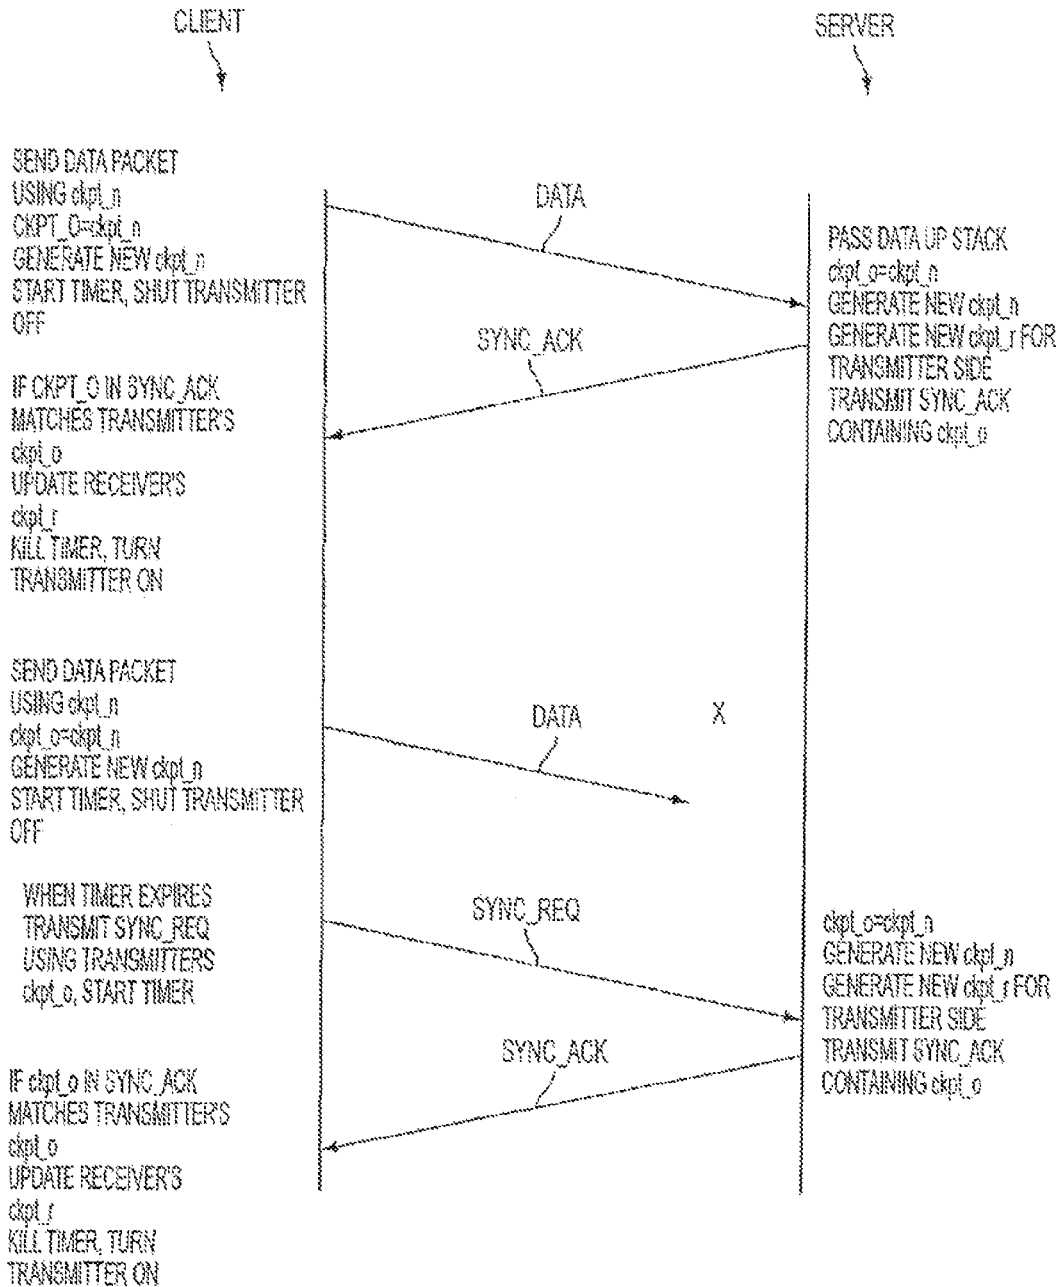 CLIENT
SERVER
SEND DATA PACKET
USING ckpt_n
CKPT_O=ckpt_n
GENERATE NEW ckpt_n
START TIMER, SHUT TRANSMITTER
OFF
DATA
PASS DATA UP STACK
ckpt_o=ckpt_n
GENERATE NEW ckpt_n
GENERATE NEW ckpt_r FOR
TRANSMITTER SIDE
TRANSMIT SYNC_ACK
CONTAINING ckpt_o
SYNC_ACK
IF CKPT_O IN SYNC_ACK
MATCHES TRANSMITTER'S
ckpt_o
UPDATE RECEIVER'S
ckpt_r
KILL TIMER, TURN
TRANSMITTER ON
SEND DATA PACKET
USING ckpt_n
ckpt_o=ckpt_n
GENERATE NEW ckpt_n
START TIMER, SHUT TRANSMITTER
OFF
DATA
X
WHEN TIMER EXPIRES
TRANSMIT SYNC_REQ
USING TRANSMITTERS
ckpt_o, START TIMER
SYNC_REQ
ckpt_o=ckpt_n
GENERATE NEW ckpt_n
GENERATE NEW ckpt_r FOR
TRANSMITTER SIDE
TRANSMIT SYNC_ACK
CONTAINING ckpt_o
SYNC_ACK
IF ckpt_o IN SYNC_ACK
MATCHES TRANSMITTER'S
ckpt_o
UPDATE RECEIVER'S
ckpt_r
KILL TIMER, TURN
TRANSMITTER ON